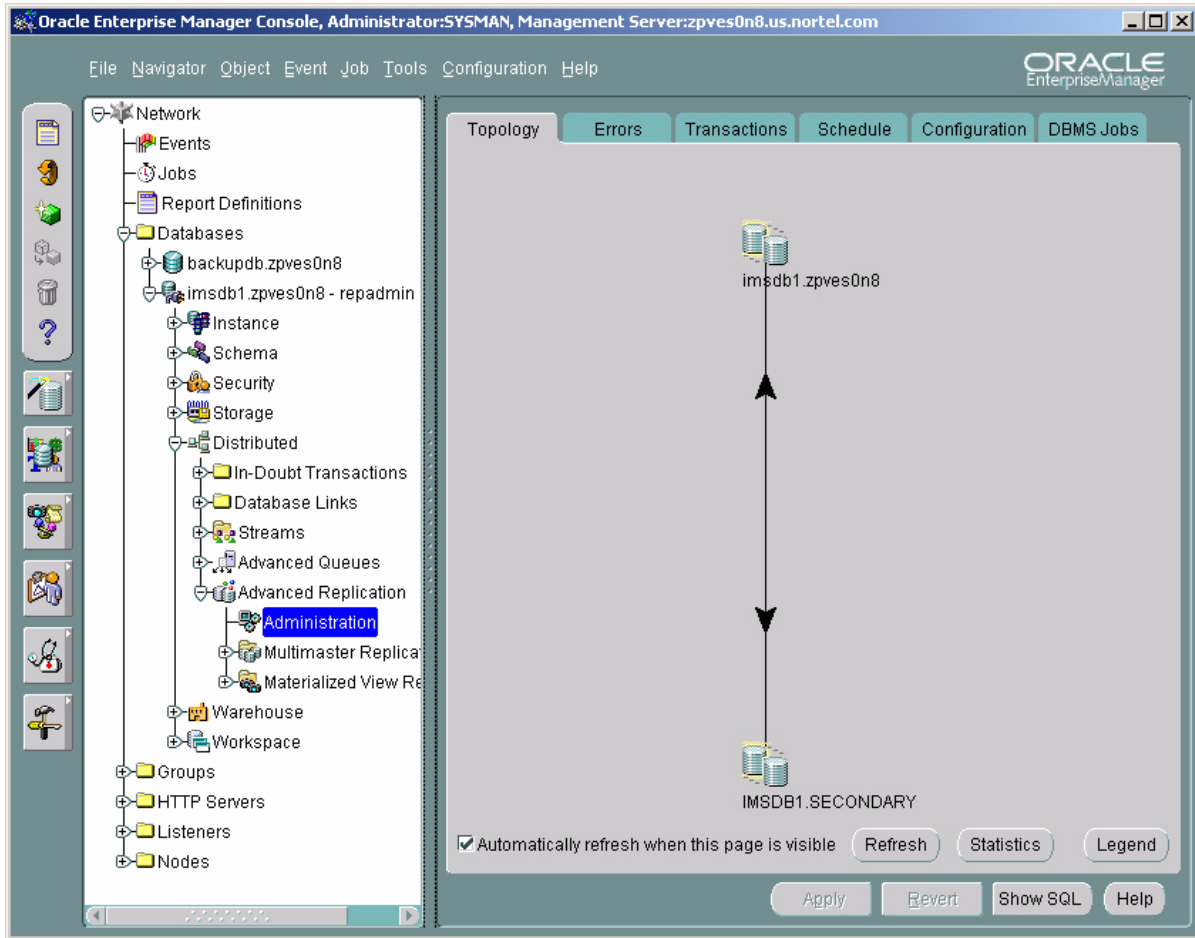 Oracle Enterprise Manager Console, Administrator:SYSMAN, Management Server:zpves0n8.us.nortel.com
File Navigator Object Event Job Tools Configuration Help
ORACLE
EnterpriseManager
Network
Events
Jobs
Report Definitions
Databases
backupdb.zpves0n8
imsdb1.zpves0n8 - repadmin
Instance
Schema
Security
Storage
Distributed
In-Doubt Transactions
Database Links
Streams
Advanced Queues
Advanced Replication
Administration
Multimaster Replica
Materialized View Re
Warehouse
Workspace
Groups
HTTP Servers
Listeners
Nodes
Topology Errors Transactions Schedule Configuration DBMS Jobs
imsdb1.zpves0n8
IMSDB1.SECONDARY
Automatically refresh when this page is visible Refresh Statistics Legend
Apply Revert Show SQL Help